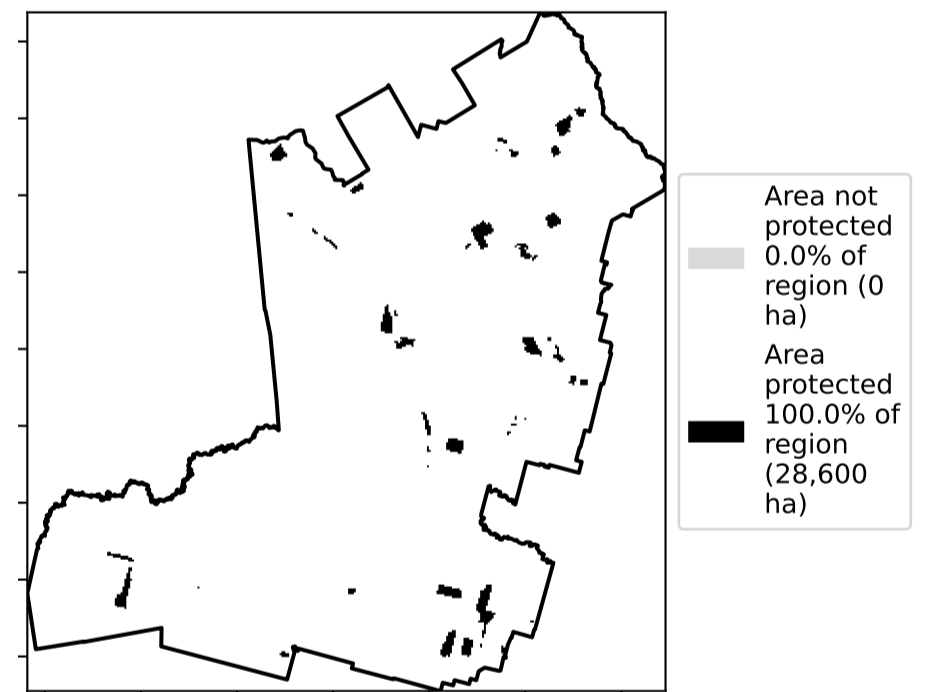 Area not
protected
0.0% of
region (0
ha)
Area
protected
100.0% of
region
(28,600
ha)